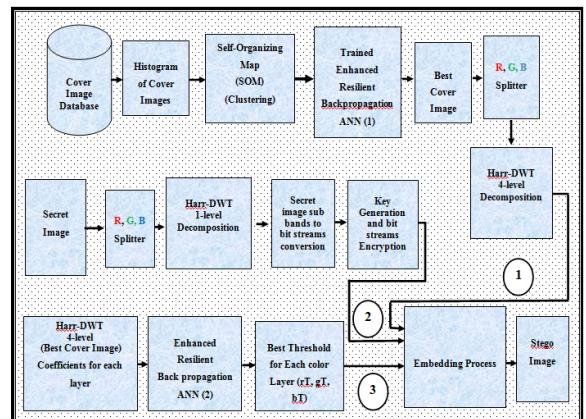 Cover
Image
Database
Histogram
of Cover
Images
Self-Organizing
Map
(SOM)
(Clustering)
Trained
Enhanced
Resilient
Backpropagation
ANN (1)
Best
Cover
Image
R, G, B
Splitter
Secret
Image
R, G, B
Splitter
Harr-DWT
1-level
Decomposition
Secret
image sub
bands to
bit streams
conversion
Key
Generation
and bit
streams
Encryption
Harr-DWT
4-level
Decomposition
1
2
3
Harr-DWT
4-level
(Best Cover Image)
Coefficients for each
layer
Enhanced
Resilient
Back propagation
ANN (2)
Best Threshold
for Each color
Layer (rT, gT,
bT)
Embedding Process
Stego
Image